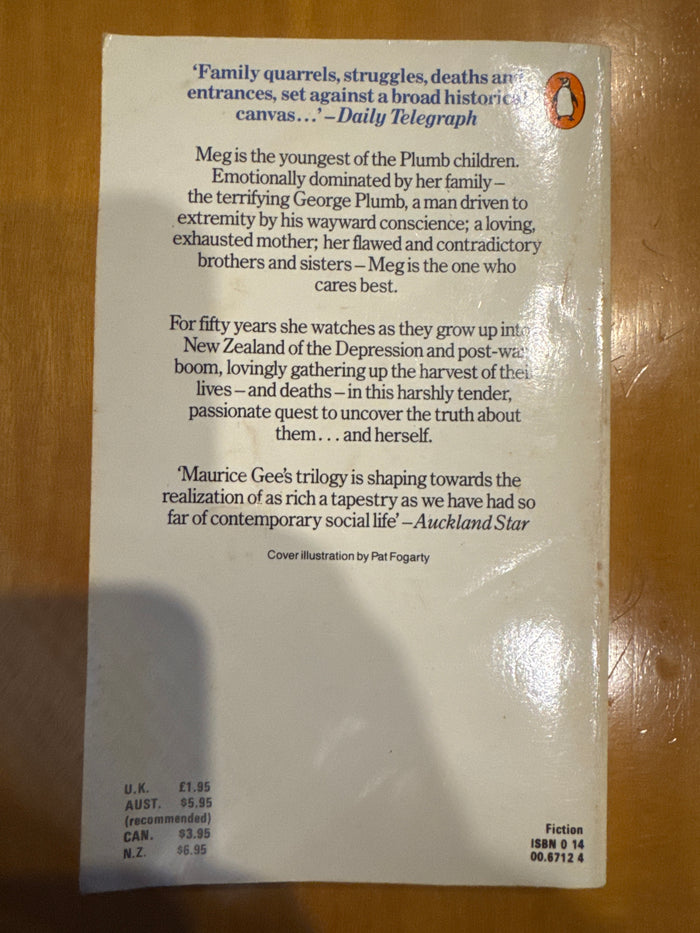 ‘Family quarrels, struggles, deaths and
entrances, set against a broad historical
canvas...’ – Daily Telegraph
Meg is the youngest of the Plumb children.
Emotionally dominated by her family –
the terrifying George Plumb, a man driven to
extremity by his wayward conscience; a loving,
exhausted mother; her flawed and contradictory
brothers and sisters – Meg is the one who
cares best.
For fifty years she watches as they grow up into
New Zealand of the Depression and post-war
boom, lovingly gathering up the harvest of their
lives – and deaths – in this harshly tender,
passionate quest to uncover the truth about
them... and herself.
‘Maurice Gee’s trilogy is shaping towards the
realization of as rich a tapestry as we have had so
far of contemporary social life’ – Auckland Star
Cover illustration by Pat Fogarty
U.K. £1.95
AUST. $5.95
(recommended)
CAN. $3.95
N.Z. $6.95
Fiction
ISBN 0 14
00.6712 4